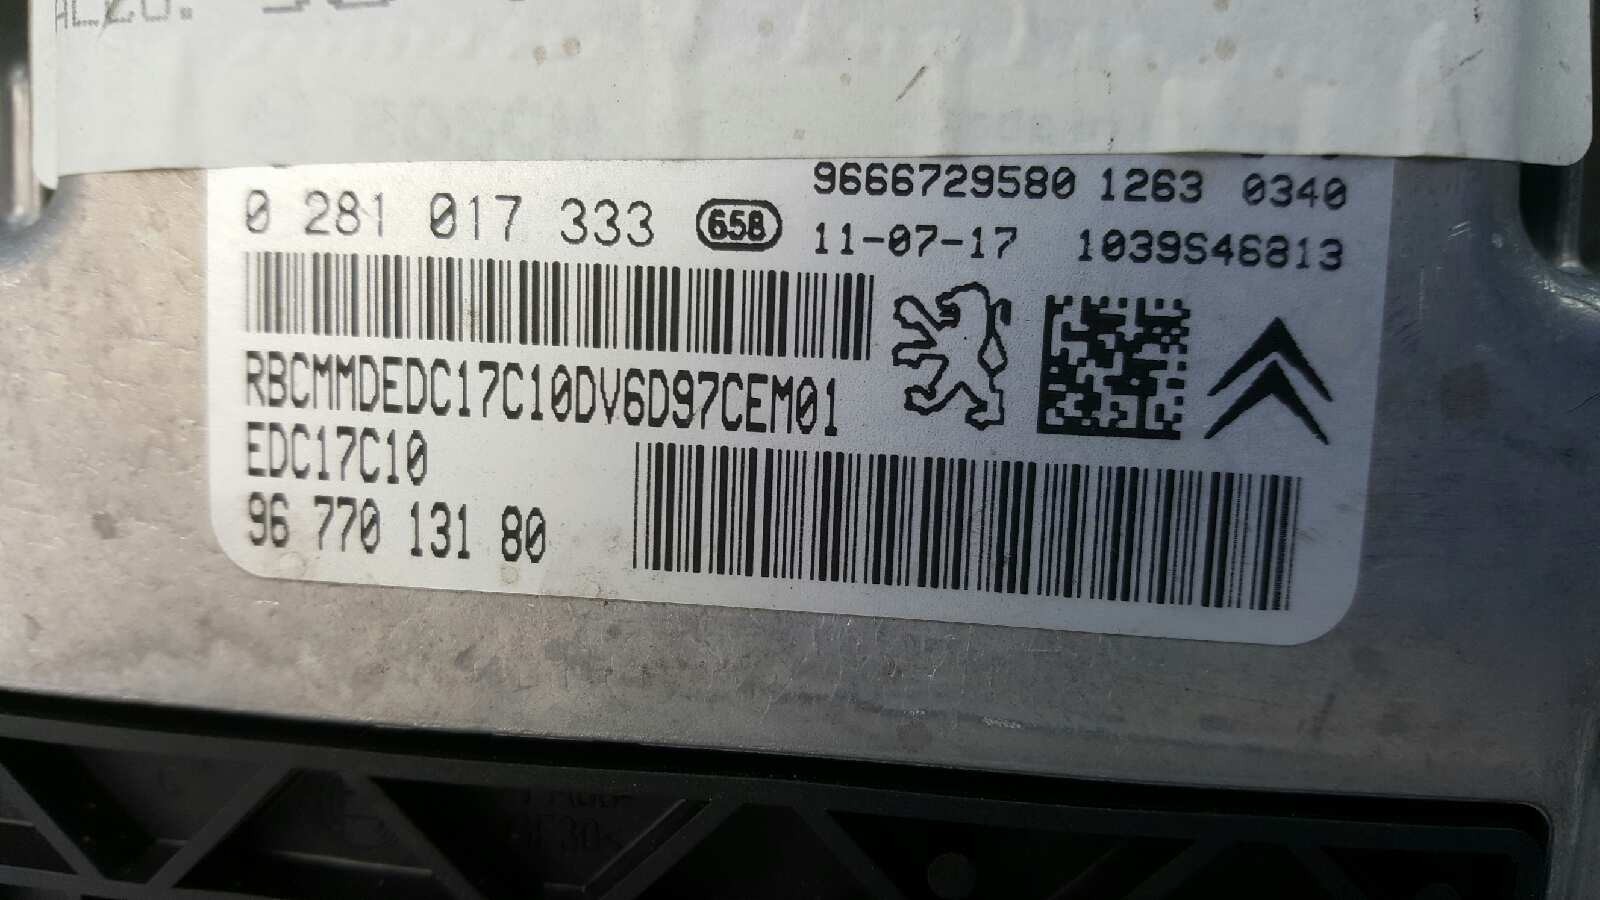 9666729580 1263 0340
0 281 017 333 658
11-07-17 1039S46813
RBCMMDEDC17C10DV6D97CEM01
EDC17C10
96 770 131 80